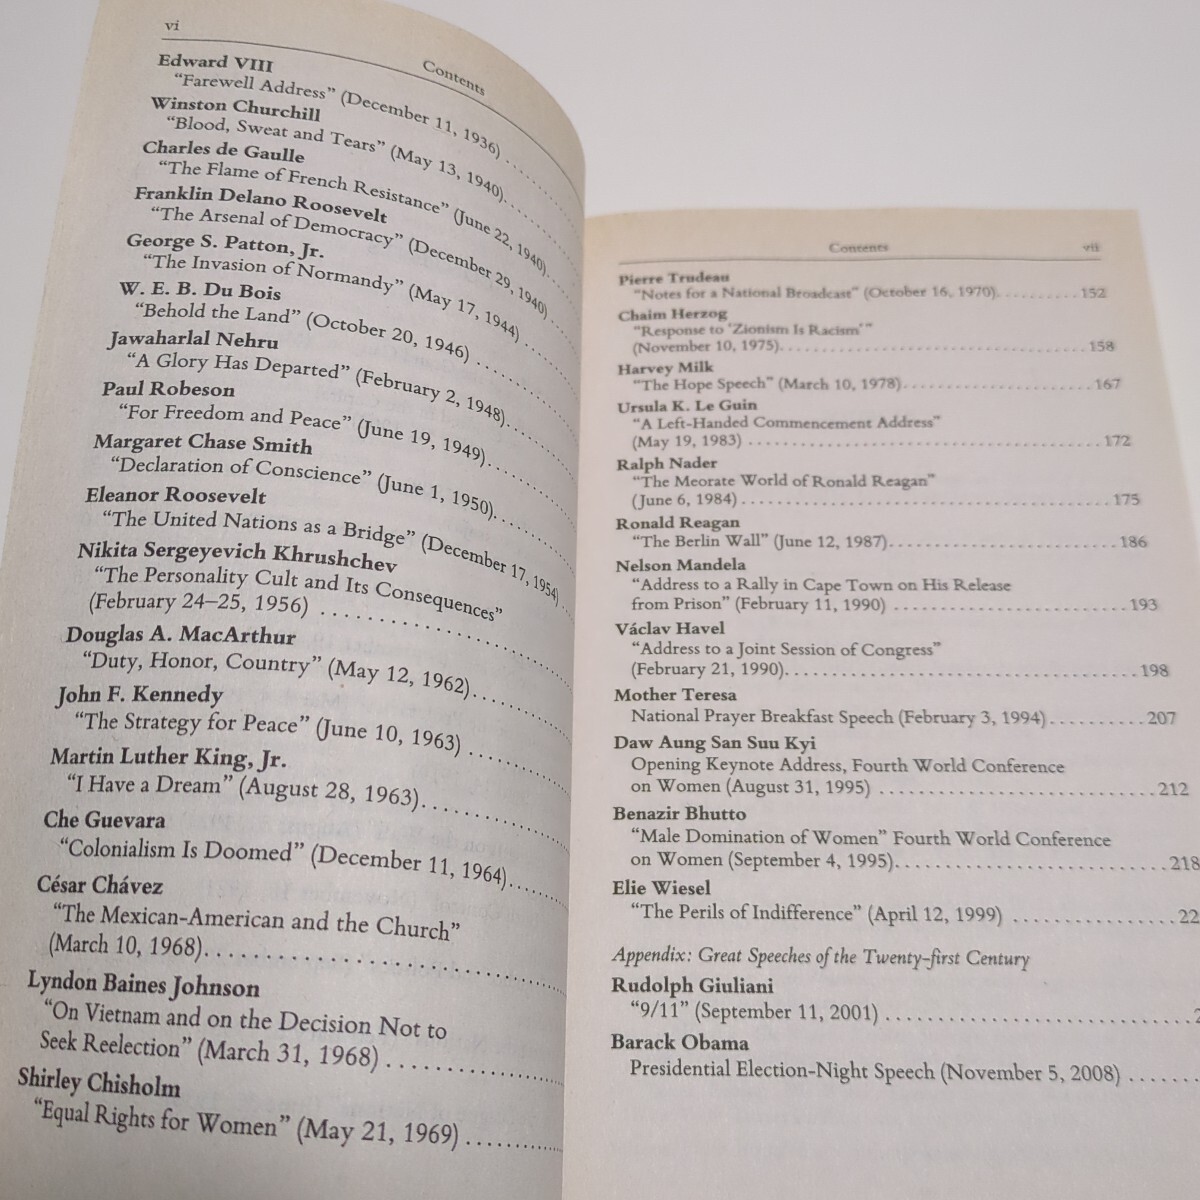 vi
Contents
Edward VIII
“Farewell Address” (December 11, 1936) . . . . . . . . .
Winston Churchill
“Blood, Sweat and Tears” (May 13, 1940). . . . . . . . .
Charles de Gaulle
“The Flame of French Resistance” (June 22, 1940). . . . .
Franklin Delano Roosevelt
“The Arsenal of Democracy” (December 29, 1940) . . . . .
George S. Patton, Jr.
“The Invasion of Normandy” (May 17, 1944) . . . . . . .
W. E. B. Du Bois
“Behold the Land” (October 20, 1946) . . . . . . . . . .
Jawaharlal Nehru
“A Glory Has Departed” (February 2, 1948). . . . . . . .
Paul Robeson
“For Freedom and Peace” (June 19, 1949). . . . . . . . .
Margaret Chase Smith
“Declaration of Conscience” (June 1, 1950). . . . . . . .
Eleanor Roosevelt
“The United Nations as a Bridge” (December 17, 1954) . .
Nikita Sergeyevich Khrushchev
“The Personality Cult and Its Consequences”
(February 24–25, 1956) . . . . . . . . . . . . . . . . .
Douglas A. MacArthur
“Duty, Honor, Country” (May 12, 1962). . . . . . . . . .
John F. Kennedy
“The Strategy for Peace” (June 10, 1963) . . . . . . . .
Martin Luther King, Jr.
“I Have a Dream” (August 28, 1963). . . . . . . . . . .
Che Guevara
“Colonialism Is Doomed” (December 11, 1964). . . . . . .
César Chávez
“The Mexican-American and the Church”
(March 10, 1968). . . . . . . . . . . . . . . . . . . .
Lyndon Baines Johnson
“On Vietnam and on the Decision Not to
Seek Reelection” (March 31, 1968) . . . . . . . . . . .
Shirley Chisholm
“Equal Rights for Women” (May 21, 1969) . . . . . . . .
Contents
vii
Pierre Trudeau
“Notes for a National Broadcast” (October 16, 1970). . . . . . . . . . 152
Chaim Herzog
“Response to ‘Zionism Is Racism’”
(November 10, 1975). . . . . . . . . . . . . . . . . . . . . . . . 158
Harvey Milk
“The Hope Speech” (March 10, 1978). . . . . . . . . . . . . . . . . 167
Ursula K. Le Guin
“A Left-Handed Commencement Address”
(May 19, 1983) . . . . . . . . . . . . . . . . . . . . . . . . . . 172
Ralph Nader
“The Meorate World of Ronald Reagan”
(June 6, 1984) . . . . . . . . . . . . . . . . . . . . . . . . . . 175
Ronald Reagan
“The Berlin Wall” (June 12, 1987). . . . . . . . . . . . . . . . . . 186
Nelson Mandela
“Address to a Rally in Cape Town on His Release
from Prison” (February 11, 1990) . . . . . . . . . . . . . . . . . 193
Václav Havel
“Address to a Joint Session of Congress”
(February 21, 1990). . . . . . . . . . . . . . . . . . . . . . . . 198
Mother Teresa
National Prayer Breakfast Speech (February 3, 1994) . . . . . . . . . 207
Daw Aung San Suu Kyi
Opening Keynote Address, Fourth World Conference
on Women (August 31, 1995) . . . . . . . . . . . . . . . . . . . . 212
Benazir Bhutto
“Male Domination of Women” Fourth World Conference
on Women (September 4, 1995). . . . . . . . . . . . . . . . . . . . 218
Elie Wiesel
“The Perils of Indifference” (April 12, 1999) . . . . . . . . . . . 22
Appendix: Great Speeches of the Twenty-first Century
Rudolph Giuliani
“9/11” (September 11, 2001) . . . . . . . . . . . . . . . . . . . . 2
Barack Obama
Presidential Election-Night Speech (November 5, 2008) . . . . . .